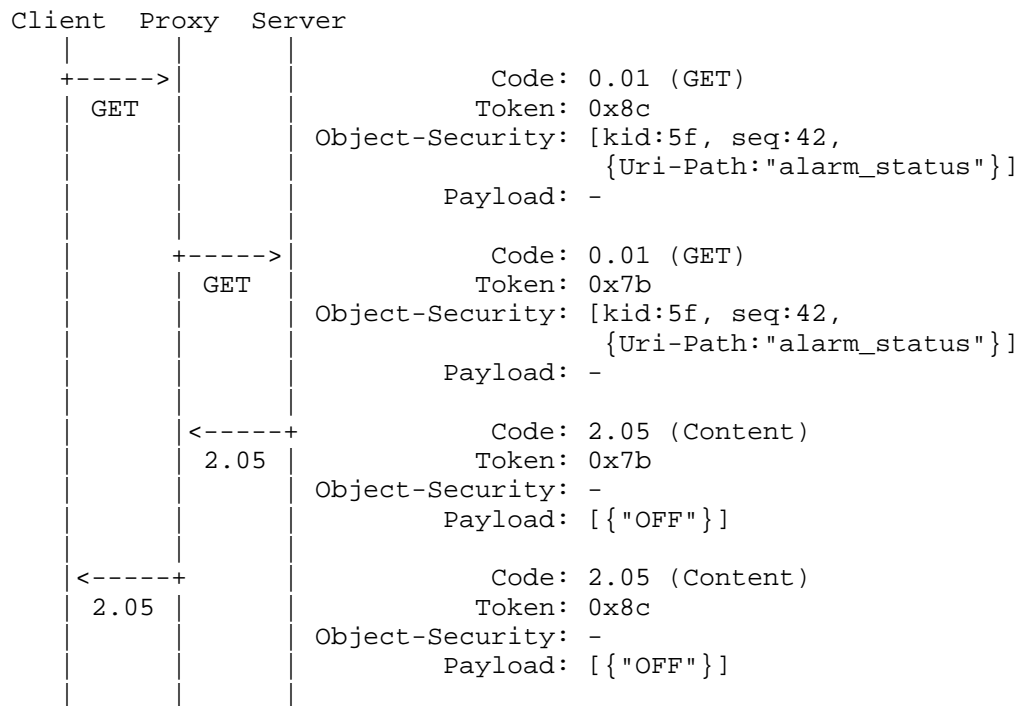 Client  Proxy  Server
   |      |      |
   +----->|      |            Code: 0.01 (GET)
   | GET  |      |           Token: 0x8c
   |      |      | Object-Security: [kid:5f, seq:42,
   |      |      |                   {Uri-Path:"alarm_status"}]
   |      |      |         Payload: -
   |      |      |
   |      +----->|            Code: 0.01 (GET)
   |      | GET  |           Token: 0x7b
   |      |      | Object-Security: [kid:5f, seq:42,
   |      |      |                   {Uri-Path:"alarm_status"}]
   |      |      |         Payload: -
   |      |      |
   |      |<-----+            Code: 2.05 (Content)
   |      | 2.05 |           Token: 0x7b
   |      |      | Object-Security: -
   |      |      |         Payload: [{"OFF"}]
   |      |      |
   |<-----+      |            Code: 2.05 (Content)
   | 2.05 |      |           Token: 0x8c
   |      |      | Object-Security: -
   |      |      |         Payload: [{"OFF"}]
   |      |      |